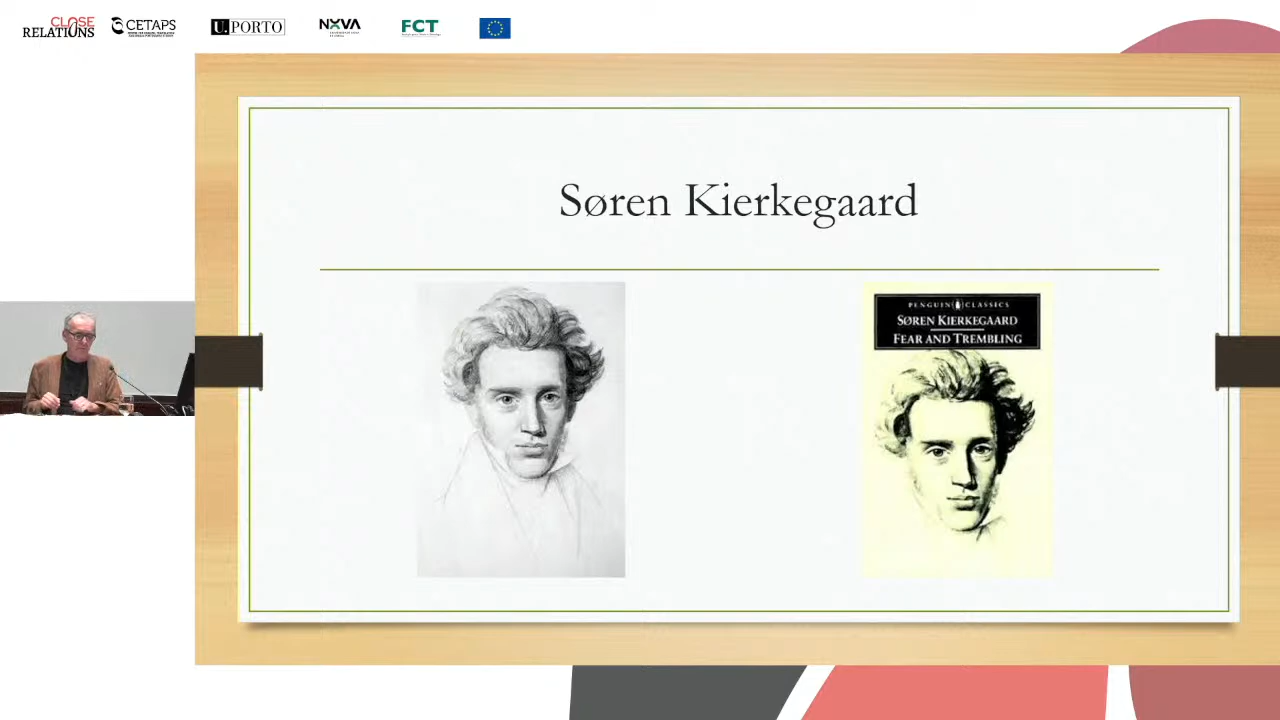 CLOSE
RELATIONS
CETAPS
U. PORTO
NOVA
FCT
Søren Kierkegaard
PENGUIN CLASSICS
SØREN KIERKEGAARD
FEAR AND TREMBLING